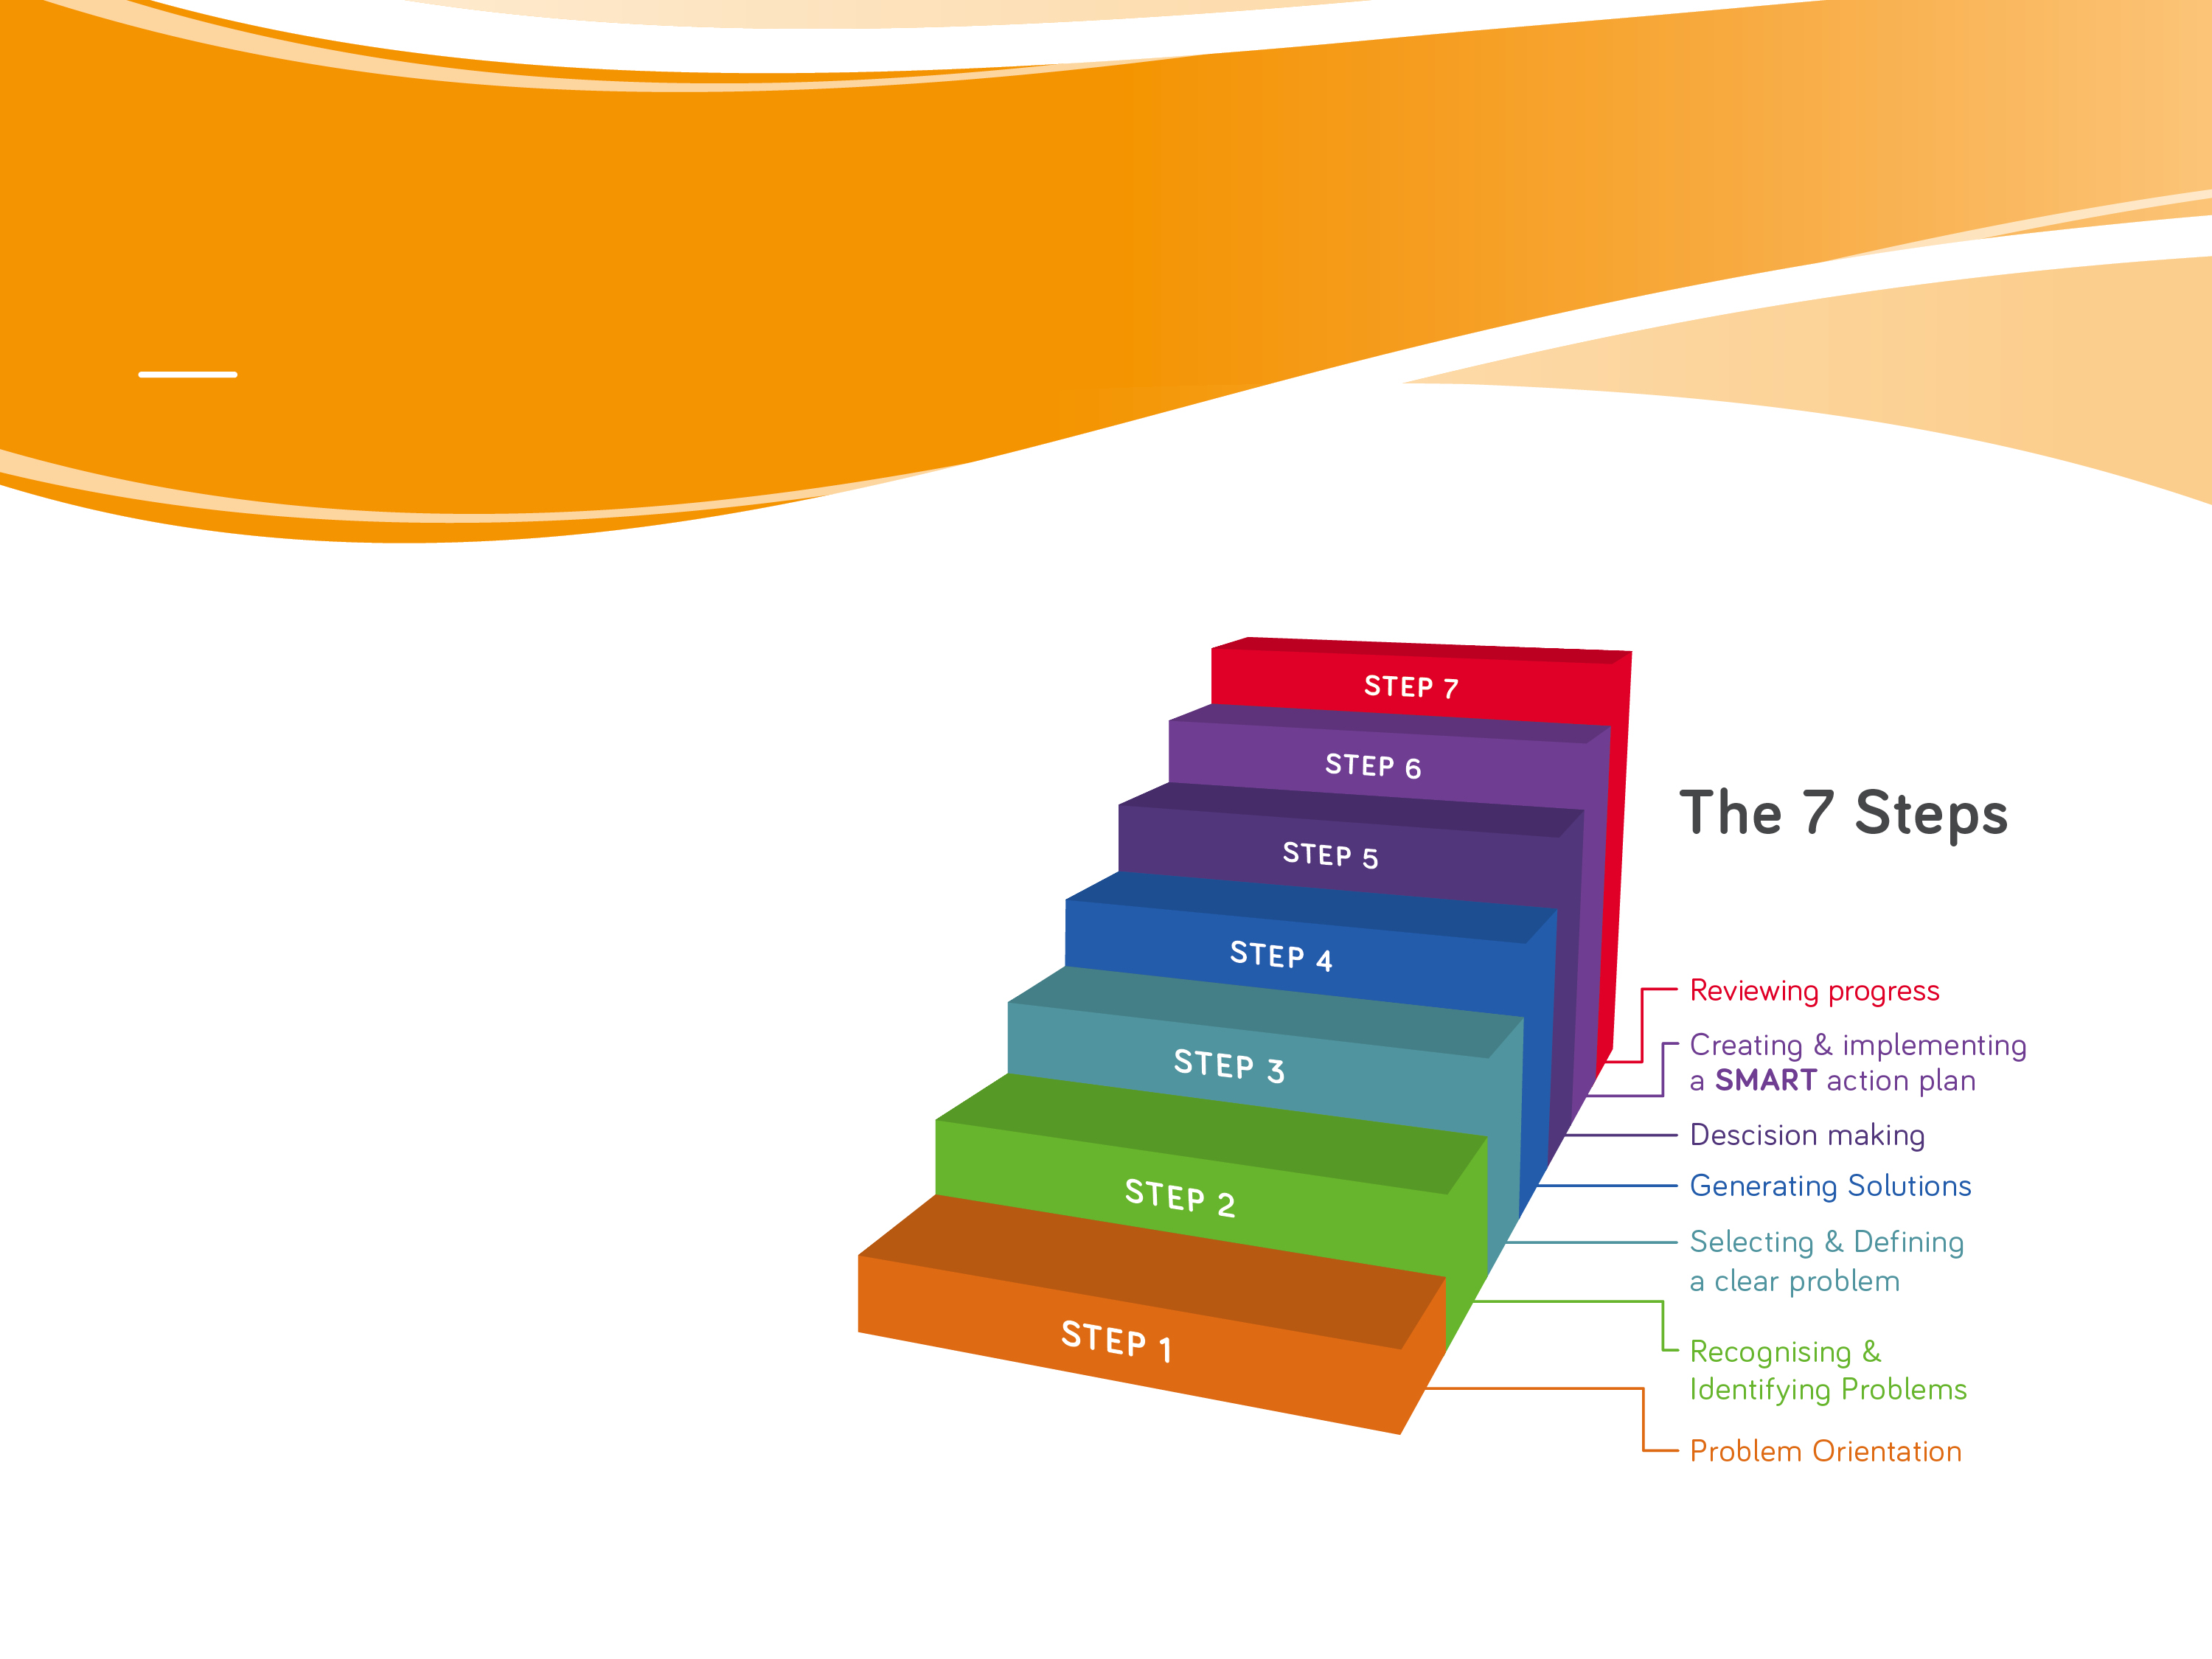 STEP 7
STEP 6
STEP 5
STEP 4
STEP 3
STEP 2
STEP 1
The 7 Steps
Reviewing progress
Creating & implementing
a SMART action plan
Descision making
Generating Solutions
Selecting & Defining
a clear problem
Recognising &
Identifying Problems
Problem Orientation